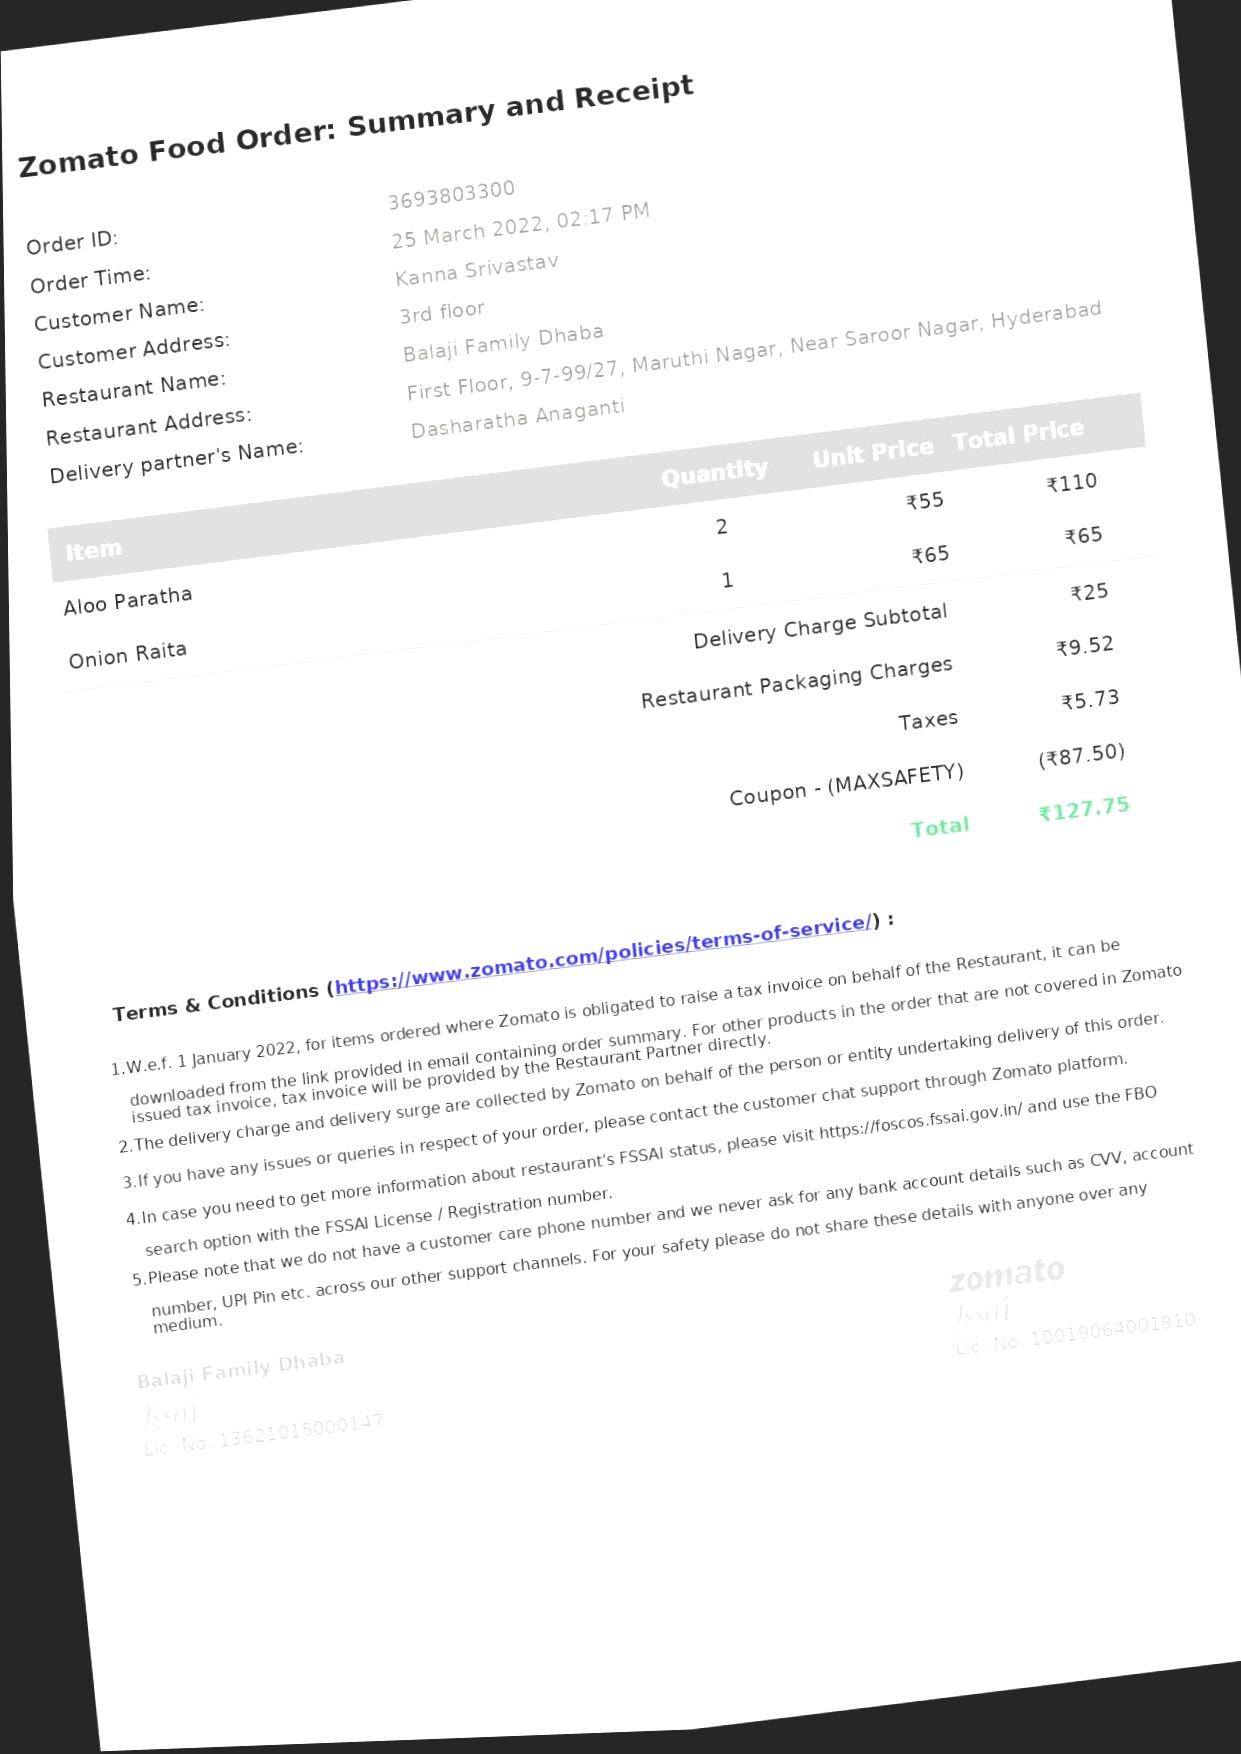 Zomato Food Order: Summary and Receipt
Order ID: 3693803300
Order Time: 25 March 2022, 02:17 PM
Customer Name: Kanna Srivastav
Customer Address: 3rd floor
Restaurant Name: Balaji Family Dhaba
Restaurant Address: First Floor, 9-7-99/27, Maruthi Nagar, Near Saroor Nagar, Hyderabad
Delivery partner's Name: Dasharatha Anaganti
Item Quantity Unit Price Total Price
Aloo Paratha 2 ₹55 ₹110
Onion Raita 1 ₹65 ₹65
Delivery Charge Subtotal ₹25
Restaurant Packaging Charges ₹9.52
Taxes ₹5.73
Coupon - (MAXSAFETY) (₹87.50)
Total ₹127.75
Terms & Conditions (https://www.zomato.com/policies/terms-of-service/) :
1.W.e.f. 1 January 2022, for items ordered where Zomato is obligated to raise a tax invoice on behalf of the Restaurant, it can be
downloaded from the link provided in email containing order summary. For other products in the order that are not covered in Zomato
issued tax invoice, tax invoice will be provided by the Restaurant Partner directly.
2.The delivery charge and delivery surge are collected by Zomato on behalf of the person or entity undertaking delivery of this order.
3.If you have any issues or queries in respect of your order, please contact the customer chat support through Zomato platform.
4.In case you need to get more information about restaurant's FSSAI status, please visit https://foscos.fssai.gov.in/ and use the FBO
search option with the FSSAI License / Registration number.
5.Please note that we do not have a customer care phone number and we never ask for any bank account details such as CVV, account
number, UPI Pin etc. across our other support channels. For your safety please do not share these details with anyone over any
medium.
Balaji Family Dhaba
fssai
Lic. No. 13621015000147
zomato
fssai
Lic. No. 10019064001810